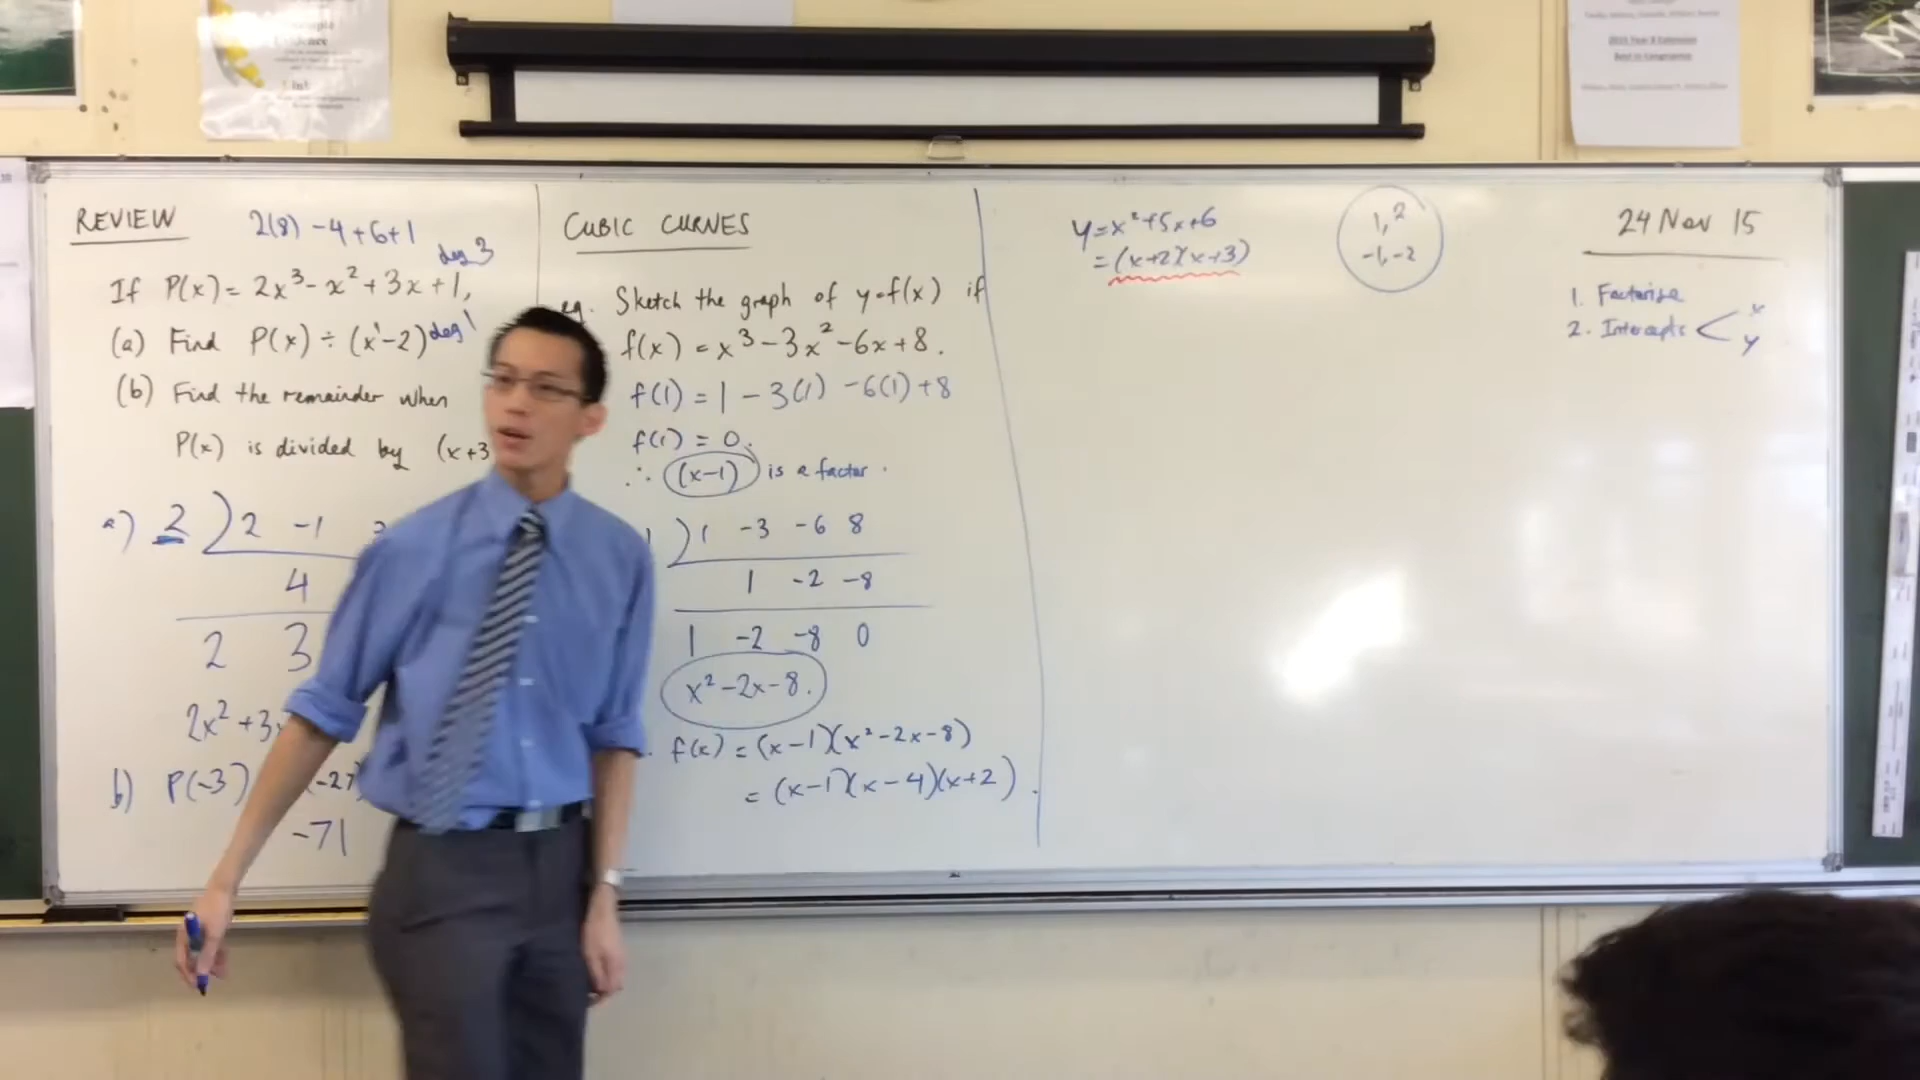 REVIEW
2(8) -4+6+1
deg 3
If P(x) = 2x³ - x² + 3x + 1,
(a) Find P(x) ÷ (x¹-2) deg 1
(b) Find the remainder when
P(x) is divided by (x+3
a) 2 ) 2 -1
4
2 3
2x² + 3x
b) P(-3) (-27)
-71
CUBIC CURVES
eg. Sketch the graph of y=f(x) if
f(x) = x³ - 3x² - 6x + 8.
f(1) = 1 - 3(1) - 6(1) + 8
f(1) = 0.
∴ (x-1) is a factor.
1 ) 1 -3 -6 8
1 -2 -8
1 -2 -8 0
x² - 2x - 8.
f(x) = (x-1)(x²-2x-8)
= (x-1)(x-4)(x+2).
y = x² + 5x + 6
= (x+2)(x+3)
1, 2
-1, -2
24 Nov 15
1. Factorise
2. Intercepts < x
y